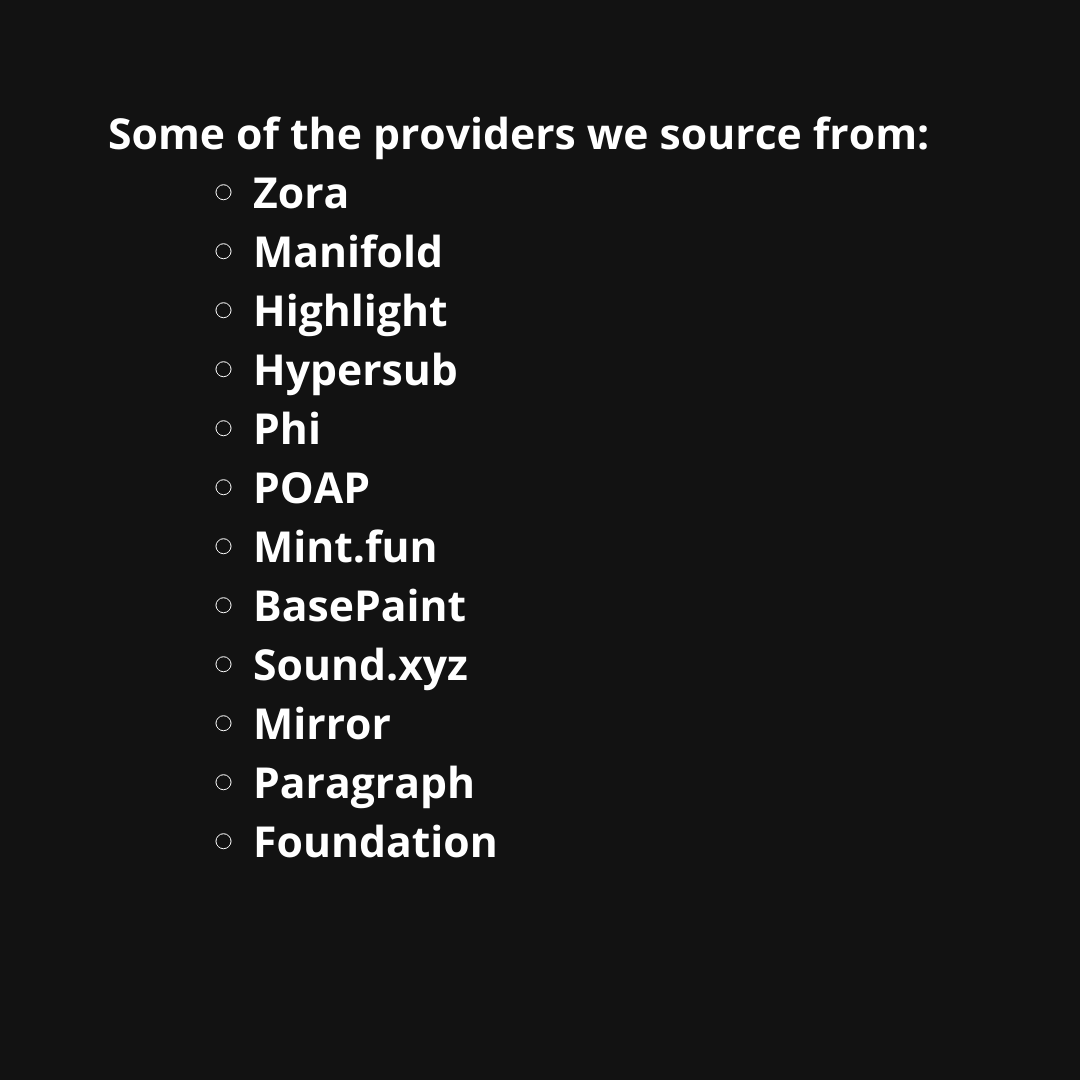 Some of the providers we source from:
Zora
Manifold
Highlight
Hypersub
Phi
POAP
Mint.fun
BasePaint
Sound.xyz
Mirror
Paragraph
Foundation